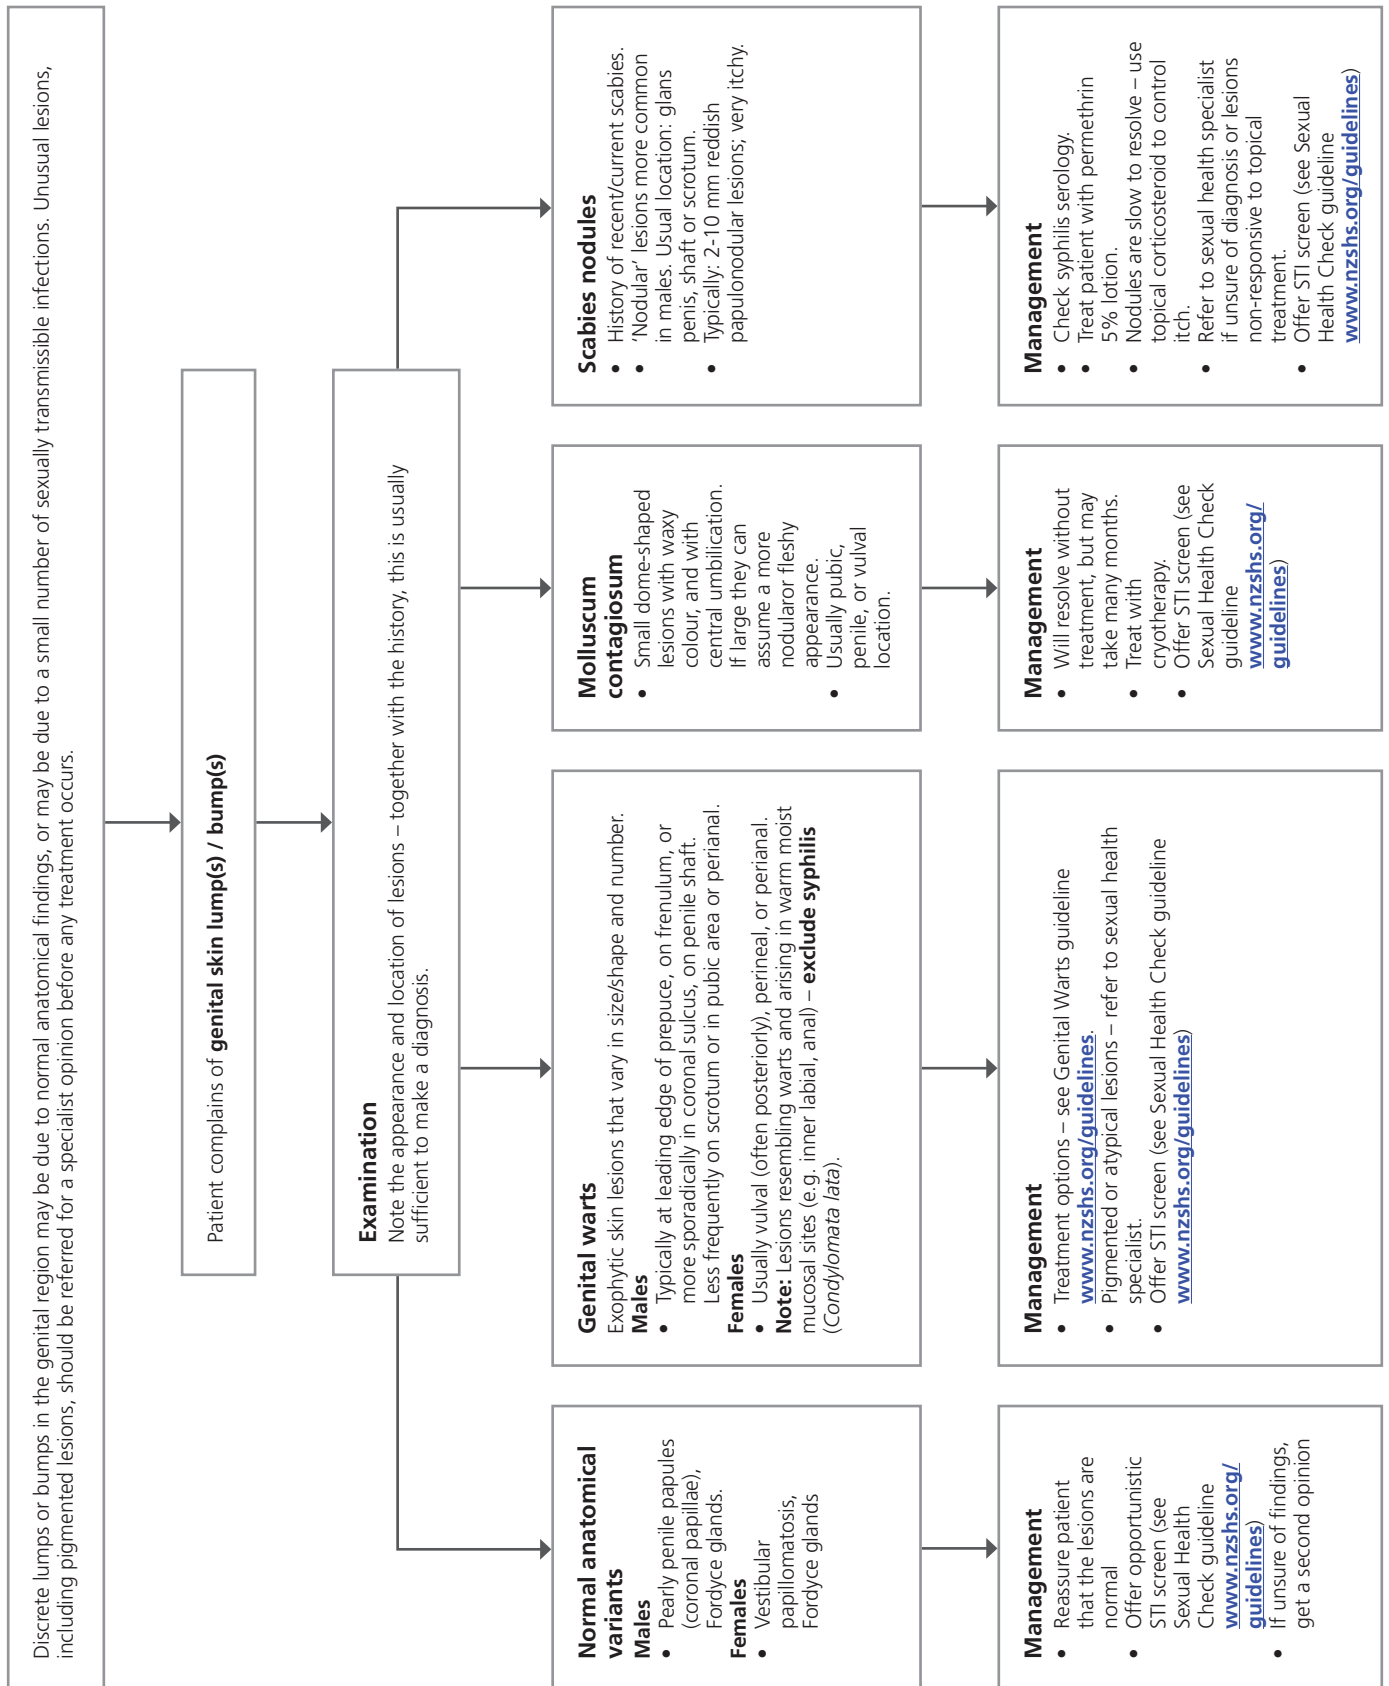 Discrete lumps or bumps in the genital region may be due to normal anatomical findings, or may be due to a small number of sexually transmissible infections. Unusual lesions,
including pigmented lesions, should be referred for a specialist opinion before any treatment occurs.
Patient complains of genital skin lump(s) / bump(s)
Examination
Note the appearance and location of lesions – together with the history, this is usually
sufficient to make a diagnosis.
Normal anatomical
variants
Males
• Pearly penile papules
(coronal papillae),
Fordyce glands.
Females
• Vestibular
papillomatosis,
Fordyce glands
Genital warts
Exophytic skin lesions that vary in size/shape and number.
Males
• Typically at leading edge of prepuce, on frenulum, or
more sporadically in coronal sulcus, on penile shaft.
Less frequently on scrotum or in pubic area or perianal.
Females
• Usually vulval (often posteriorly), perineal, or perianal.
Note: Lesions resembling warts and arising in warm moist
mucosal sites (e.g. inner labial, anal) – exclude syphilis
(Condylomata lata).
Molluscum
contagiosum
• Small dome-shaped
lesions with waxy
colour, and with
central umbilication.
If large they can
assume a more
nodularor fleshy
appearance.
• Usually pubic,
penile, or vulval
location.
Scabies nodules
• History of recent/current scabies.
• 'Nodular' lesions more common
in males. Usual location: glans
penis, shaft or scrotum.
• Typically: 2-10 mm reddish
papulonodular lesions; very itchy.
Management
• Reassure patient
that the lesions are
normal
• Offer opportunistic
STI screen (see
Sexual Health
Check guideline
www.nzshs.org/
guidelines)
• If unsure of findings,
get a second opinion
Management
• Treatment options – see Genital Warts guideline
www.nzshs.org/guidelines.
• Pigmented or atypical lesions – refer to sexual health
specialist.
• Offer STI screen (see Sexual Health Check guideline
www.nzshs.org/guidelines)
Management
• Will resolve without
treatment, but may
take many months.
• Treat with
cryotherapy.
• Offer STI screen (see
Sexual Health Check
guideline
www.nzshs.org/
guidelines)
Management
• Check syphilis serology.
• Treat patient with permethrin
5% lotion.
• Nodules are slow to resolve – use
topical corticosteroid to control
itch.
• Refer to sexual health specialist
if unsure of diagnosis or lesions
non-responsive to topical
treatment.
• Offer STI screen (see Sexual
Health Check guideline
www.nzshs.org/guidelines)